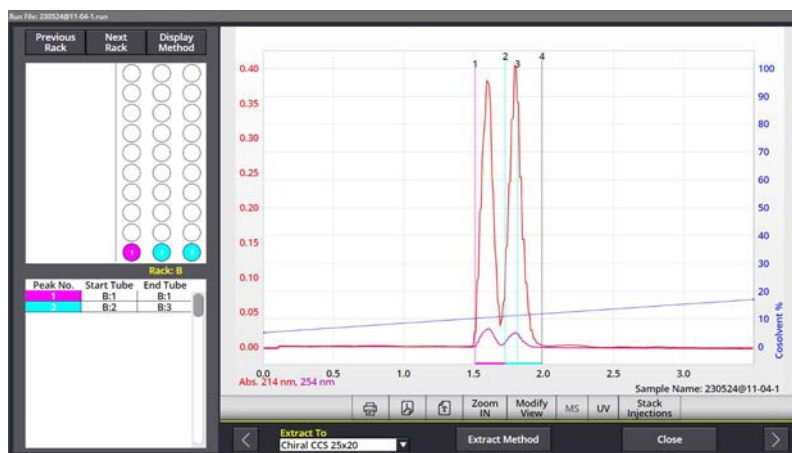 Run File: 230524@11-04-1.run
Previous Rack
Next Rack
Display Method
1
2
3
Rack: B
Peak No. Start Tube End Tube
1 B:1 B:1
2 B:2 B:3
1 2 3 4
0.40
0.35
0.30
0.25
0.20
0.15
0.10
0.05
0.00
100
90
80
70
60
50
40
30
20
10
0
Cosolvent %
0.0 0.5 1.0 1.5 2.0 2.5 3.0
Abs. 214 nm, 254 nm
Sample Name: 230524@11-04-1
Zoom IN
Modify View
MS
UV
Stack Injections
Extract To
Chiral CCS 25x20
Extract Method
Close